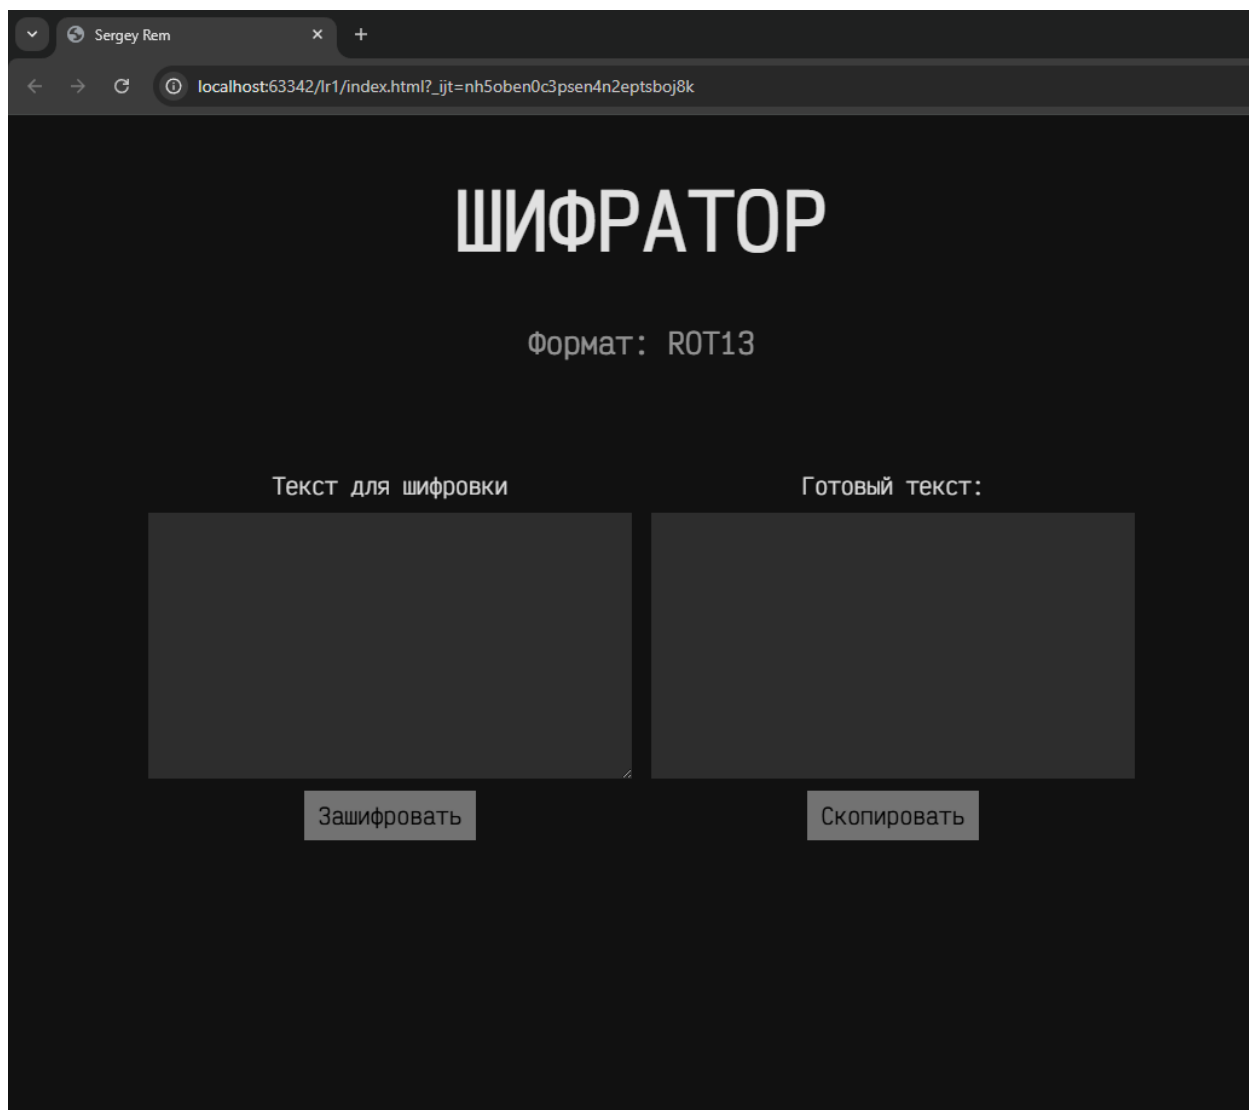 Sergey Rem
localhost:63342/lr1/index.html?_ijt=nh5oben0c3psen4n2eptsboj8k
ШИФРАТОР
Формат: ROT13
Текст для шифровки
Готовый текст:
Зашифровать
Скопировать